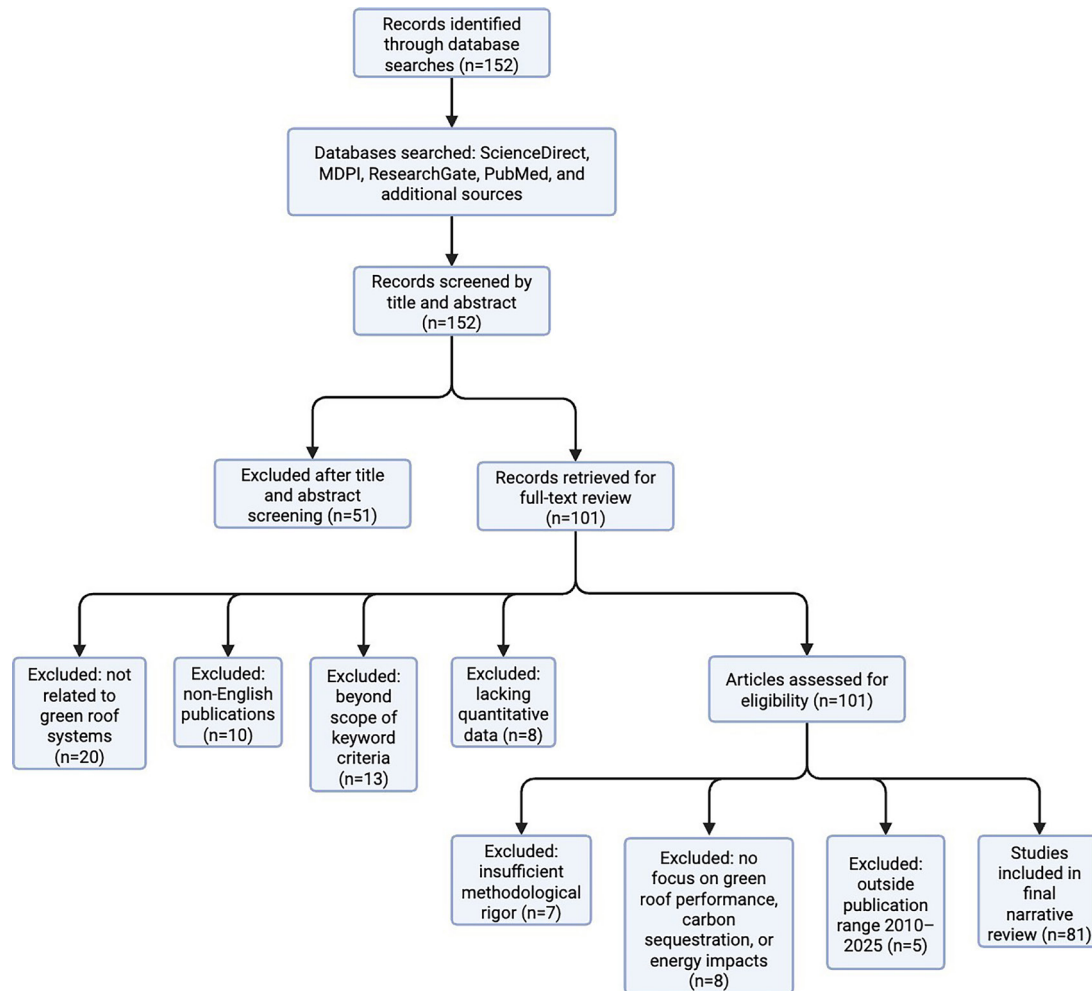 Records identified
through database
searches (n=152)
Databases searched: ScienceDirect,
MDPI, ResearchGate, PubMed, and
additional sources
Records screened by
title and abstract
(n=152)
Excluded after title
and abstract
screening (n=51)
Records retrieved for
full-text review
(n=101)
Excluded: not
related to
green roof
systems
(n=20)
Excluded:
non-English
publications
(n=10)
Excluded:
beyond
scope of
keyword
criteria
(n=13)
Excluded:
lacking
quantitative
data (n=8)
Articles assessed for
eligibility (n=101)
Excluded:
insufficient
methodological
rigor (n=7)
Excluded: no
focus on green
roof performance,
carbon
sequestration, or
energy impacts
(n=8)
Excluded:
outside
publication
range 2010–
2025 (n=5)
Studies
included in
final
narrative
review (n=81)